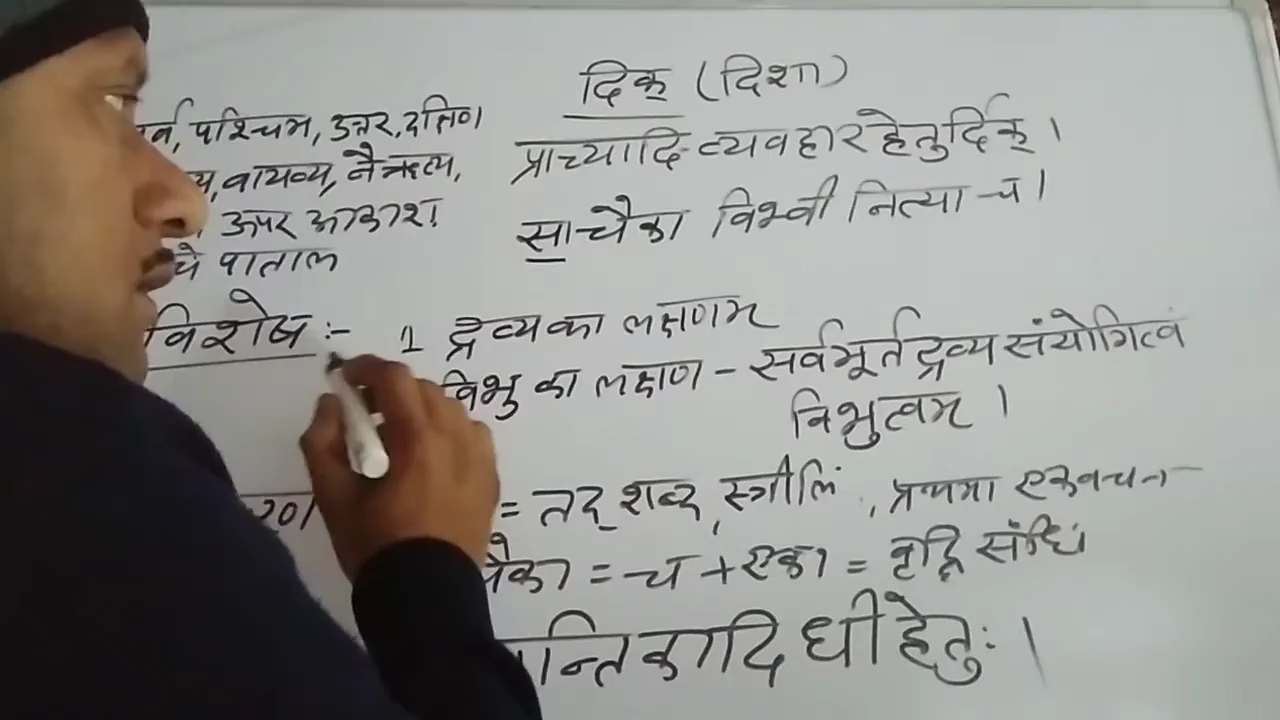 दिक् (दिशा)
पश्चिम, उत्तर, दक्षिण
प्राच्यादि-व्यवहारहेतुर्दिक् ।
वायव्य, नैऋत्य,
सा चैका विभ्वी नित्या च।
ऊपर आकाश
पाताल
विशेष :-
1 द्रव्य का लक्षणम्
विभु का लक्षण - सर्वमूर्तद्रव्यसंयोगित्वं
विभुत्वम् ।
= तद् शब्द, स्त्रीलिं , प्रथमा एकवचन
= च + एका = वृद्धि संधि
न्तिकादि धीहेतुः ।